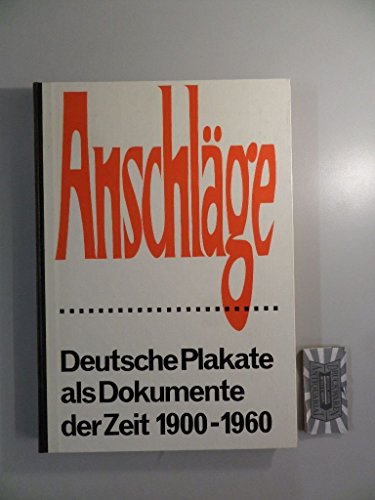 Anschläge
Deutsche Plakate
als Dokumente
der Zeit 1900-1960